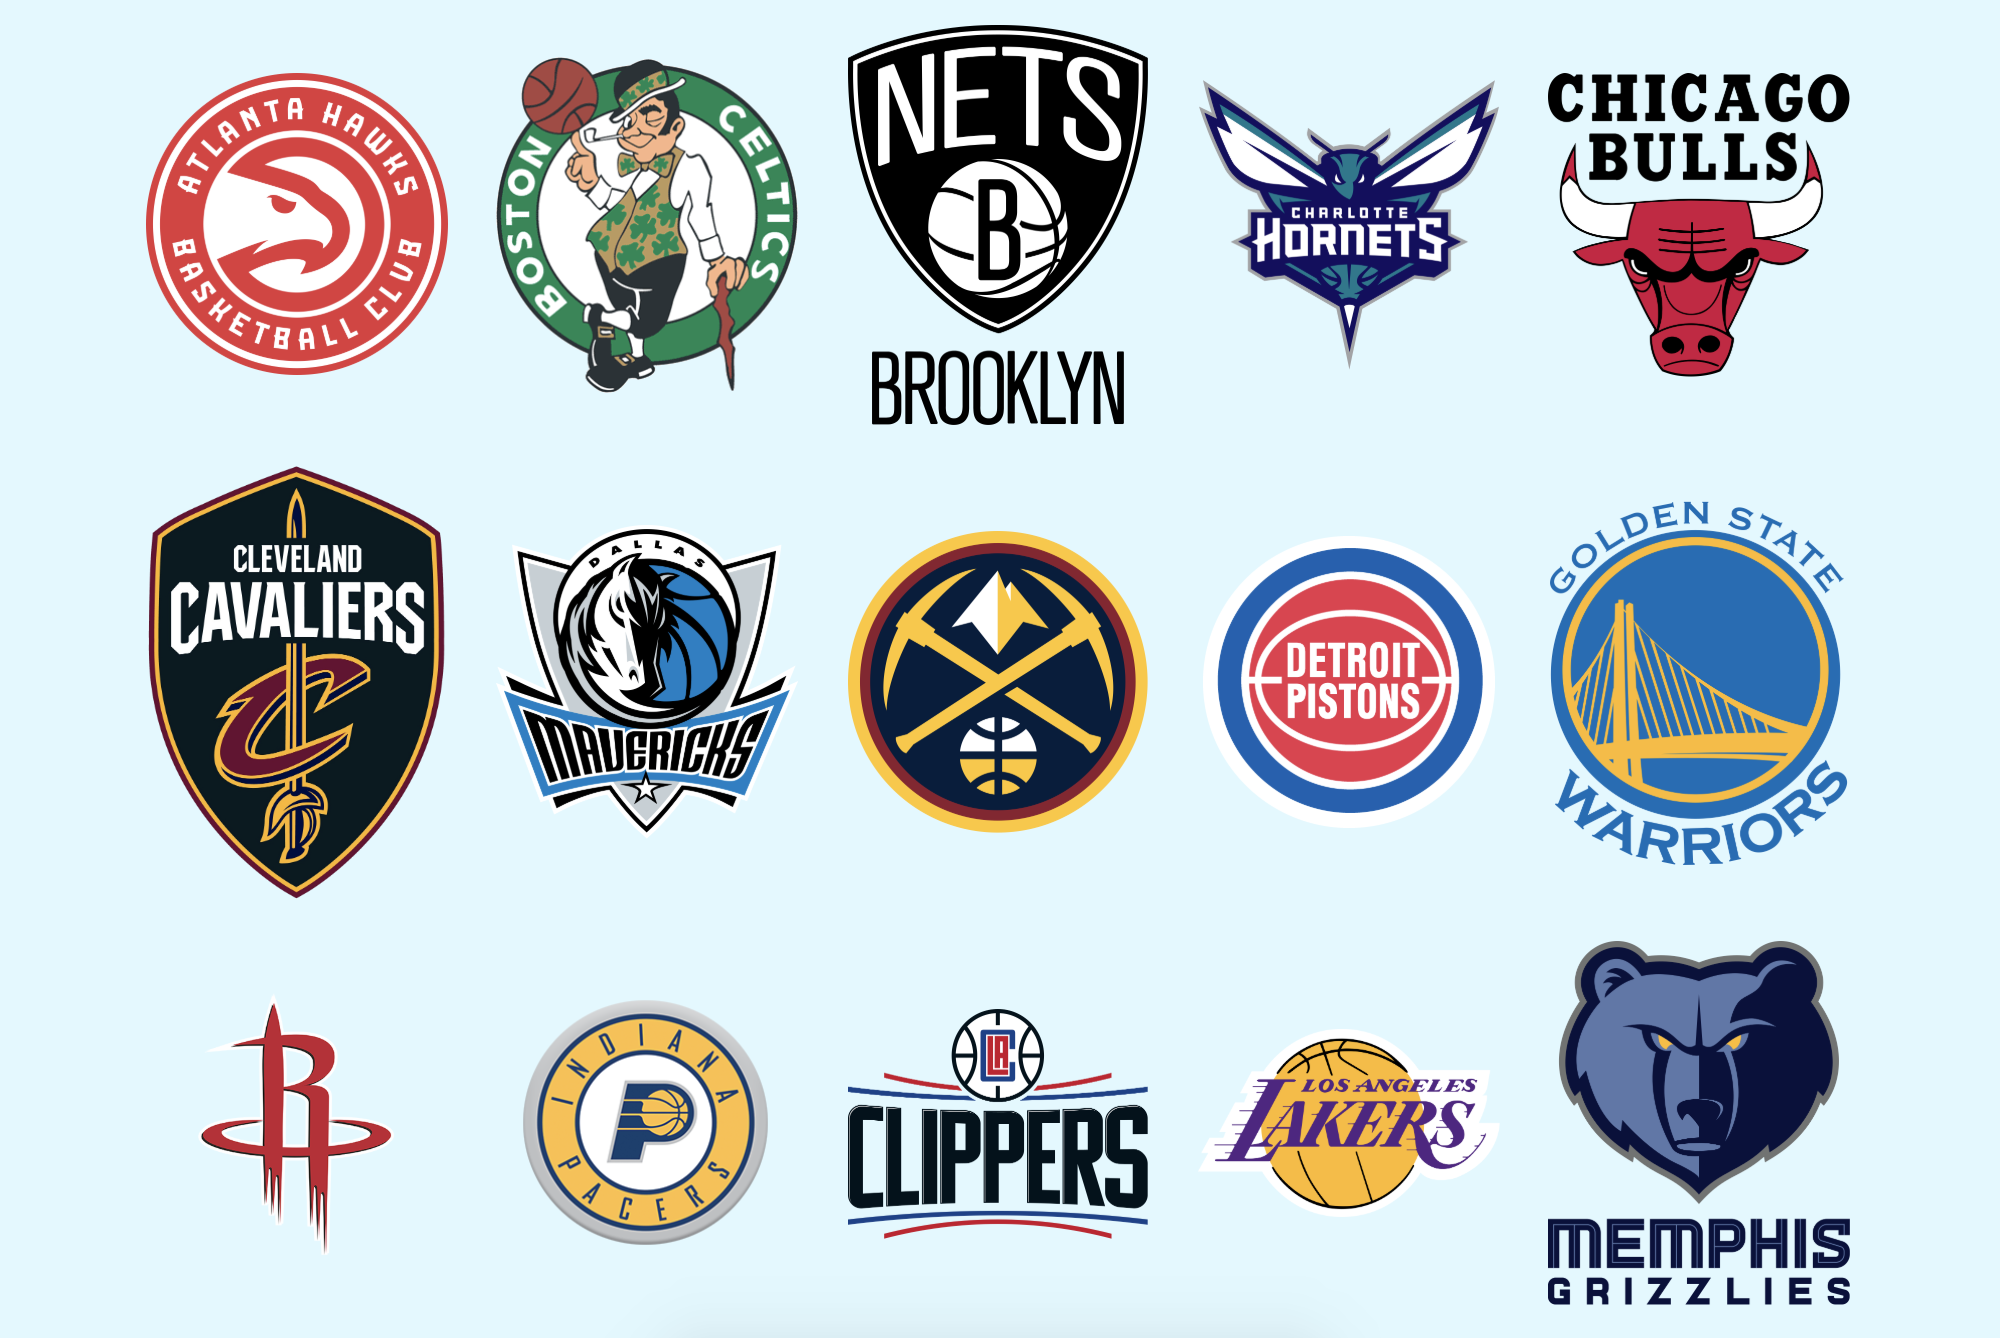 ATLANTA HAWKS
BASKETBALL CLUB
BOSTON CELTICS
NETS
B
BROOKLYN
CHARLOTTE
HORNETS
CHICAGO
BULLS
CLEVELAND
CAVALIERS
C
DALLAS
MAVERICKS
DETROIT
PISTONS
GOLDEN STATE
WARRIORS
R
INDIANA
P
PACERS
LA
C
CLIPPERS
LOS ANGELES
LAKERS
MEMPHIS
GRIZZLIES